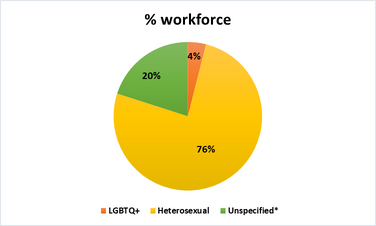 % workforce
4%
20%
76%
LGBTQ+ Heterosexual Unspecified*